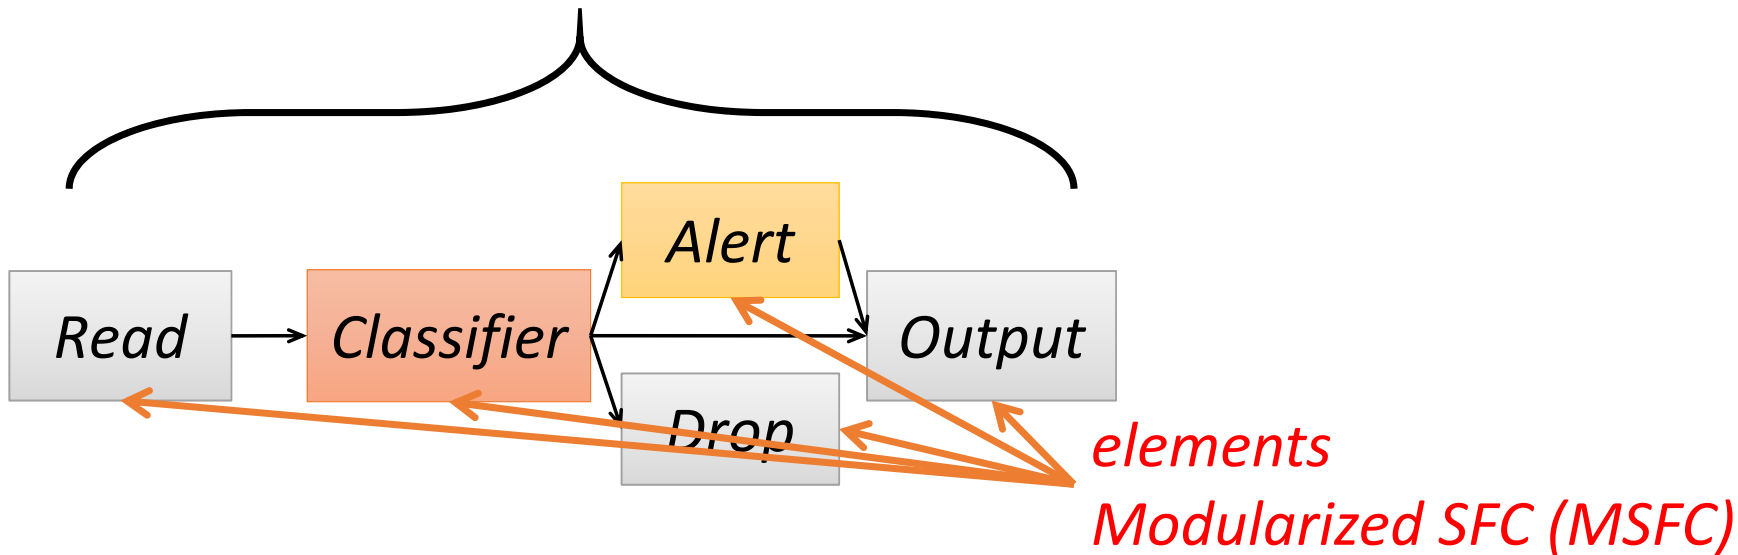 Alert
Read
Classifier
Output
Drop
elements
Modularized SFC (MSFC)